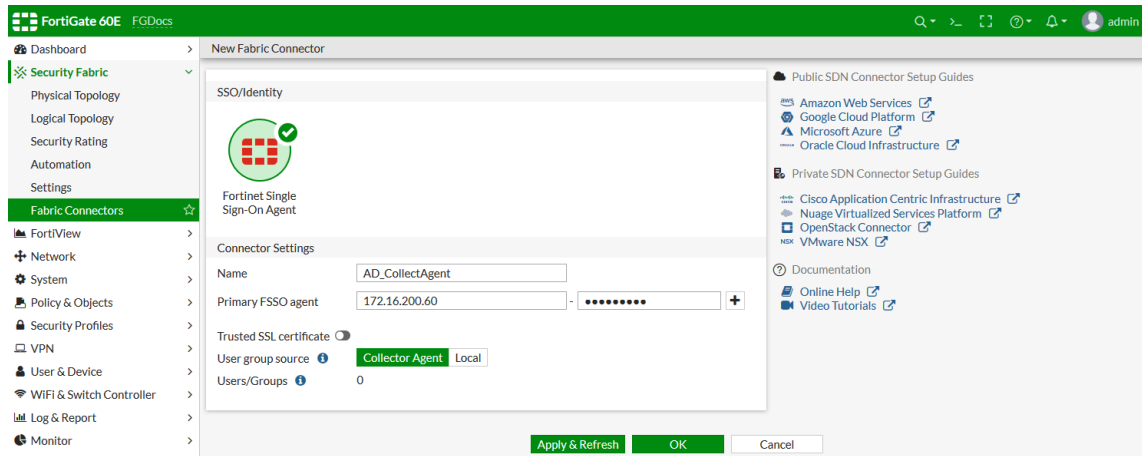 FortiGate 60E FGDocs
admin
Dashboard
Security Fabric
Physical Topology
Logical Topology
Security Rating
Automation
Settings
Fabric Connectors
FortiView
Network
System
Policy & Objects
Security Profiles
VPN
User & Device
WiFi & Switch Controller
Log & Report
Monitor
New Fabric Connector
SSO/Identity
Fortinet Single
Sign-On Agent
Connector Settings
Name AD_CollectAgent
Primary FSSO agent 172.16.200.60 - •••••••••
Trusted SSL certificate
User group source Collector Agent Local
Users/Groups 0
Apply & Refresh OK Cancel
Public SDN Connector Setup Guides
aws Amazon Web Services
Google Cloud Platform
Microsoft Azure
Oracle Cloud Infrastructure
Private SDN Connector Setup Guides
Cisco Application Centric Infrastructure
Nuage Virtualized Services Platform
OpenStack Connector
NSX VMware NSX
Documentation
Online Help
Video Tutorials